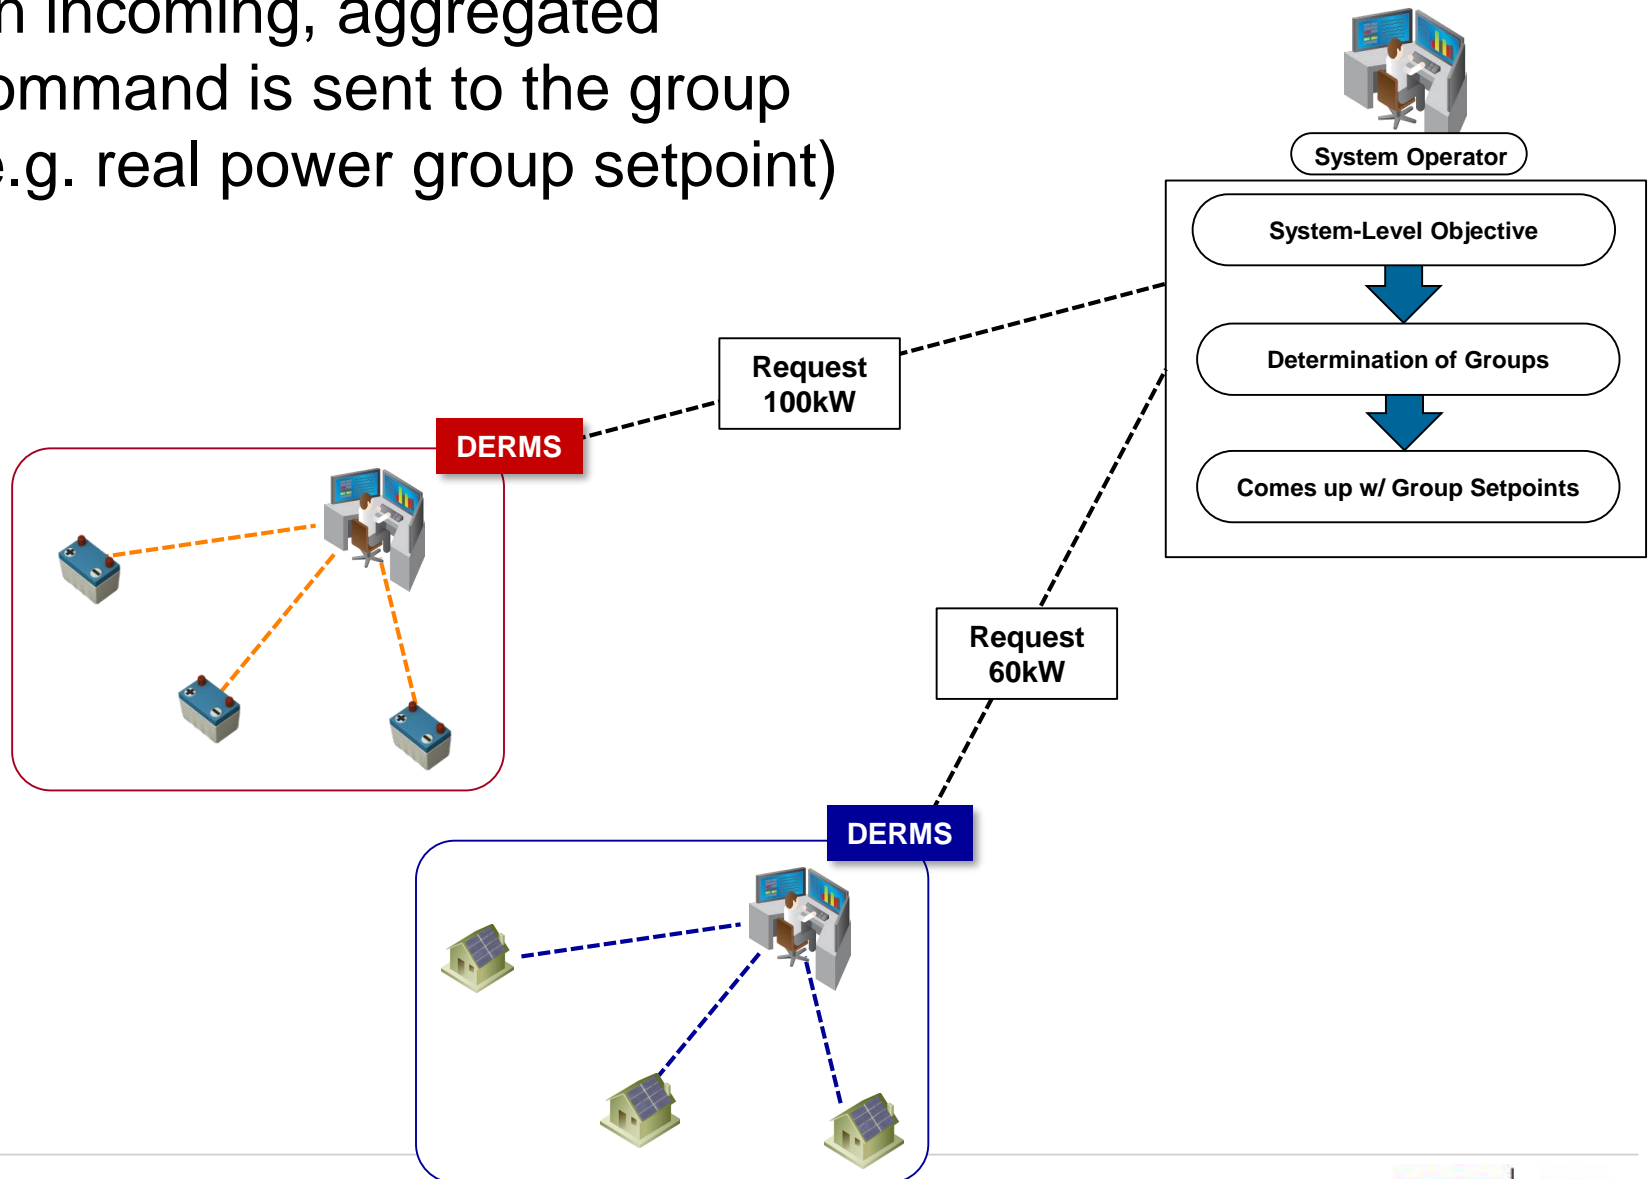 incoming, aggregated
command is sent to the group
e.g. real power group setpoint)
System Operator
System-Level Objective
Determination of Groups
Comes up w/ Group Setpoints
Request
100kW
DERMS
Request
60kW
DERMS